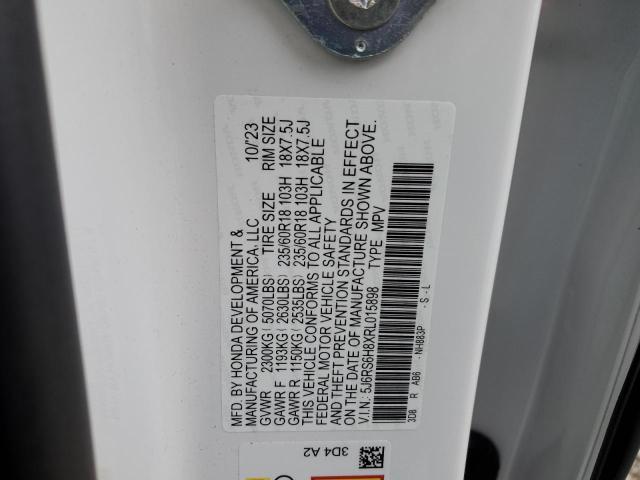 MFD. BY HONDA DEVELOPMENT &
MANUFACTURING OF AMERICA, LLC 10/23
GVWR 2300KG( 5070LBS) TIRE SIZE RIM SIZE
GAWR F 1193KG( 2630LBS) 235/60R18 103H 18X7.5J
GAWR R 1150KG( 2535LBS) 235/60R18 103H 18X7.5J
THIS VEHICLE CONFORMS TO ALL APPLICABLE
FEDERAL MOTOR VEHICLE SAFETY
AND THEFT PREVENTION STANDARDS IN EFFECT
ON THE DATE OF MANUFACTURE SHOWN ABOVE.
V.I.N. 5J6RS6H8XRL015898 TYPE MPV
3D8 R AB6 -NH883P - S - L
3D4 A2